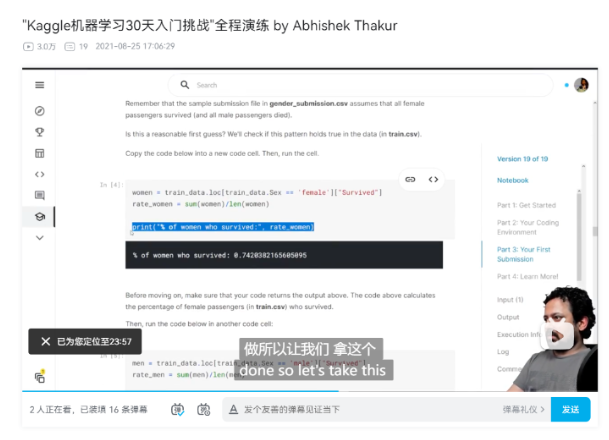 "Kaggle机器学习30天入门挑战"全程演练 by Abhishek Thakur
3.0万 19 2021-08-25 17:06:29
Search
Remember that the sample submission file in gender_submission.csv assumes that all female
passengers survived (and all male passengers died).
Is this a reasonable first guess? We'll check if this pattern holds true in the data (in train.csv).
Copy the code below into a new code cell. Then, run the cell.
In [4]:
women = train_data.loc[train_data.Sex == 'female']["Survived"]
rate_women = sum(women)/len(women)
print("% of women who survived:", rate_women)
% of women who survived: 0.7420382165605095
Before moving on, make sure that your code returns the output above. The code above calculates
the percentage of female passengers (in train.csv) who survived.
Then, run the code below in another code cell:
men = train_data.loc[train_data.Sex == 'male']["Survived"]
rate_men = sum(men)/len(men)
Version 19 of 19
Notebook
Part 1: Get Started
Part 2: Your Coding
Environment
Part 3: Your First
Submission
Part 4: Learn More!
Input (1)
Output
Execution Info
Log
Comme
已为您定位至23:57
做所以让我们 拿这个
done so let's take this
2 人正在看，已装填 16 条弹幕
发个友善的弹幕见证当下
弹幕礼仪 >
发送